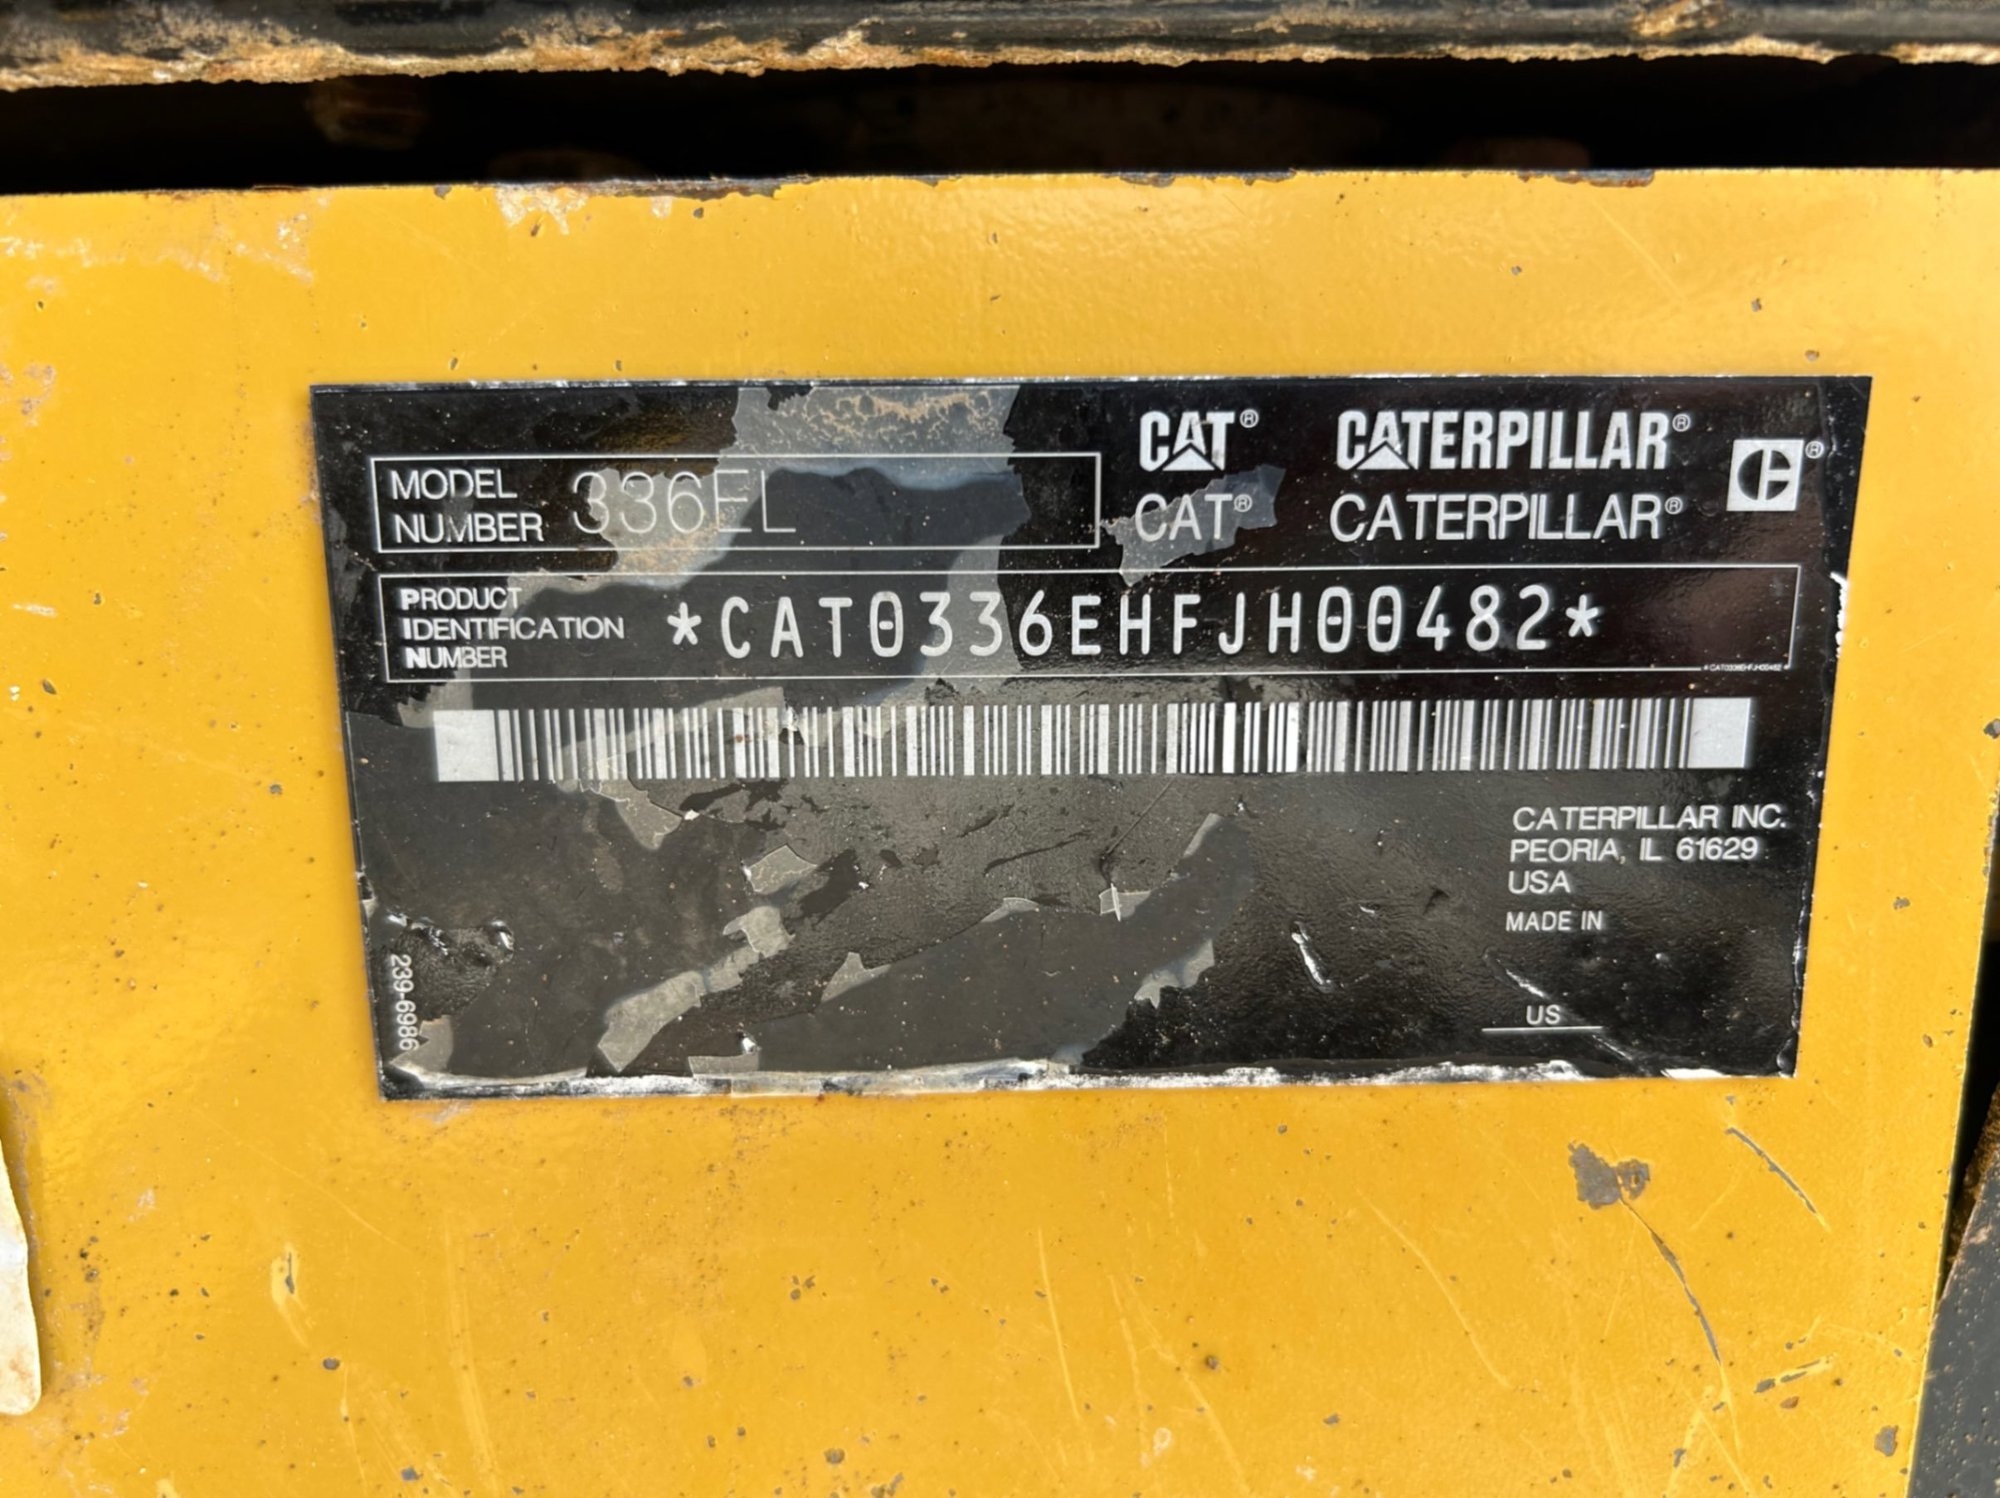 MODEL
NUMBER 336EL
CAT® CATERPILLAR® ®
CAT® CATERPILLAR®
PRODUCT
IDENTIFICATION
NUMBER
*CAT0336EHFJH00482*
*CAT0336EHFJH00482*
CATERPILLAR INC.
PEORIA, IL 61629
USA
MADE IN
US
239-6986